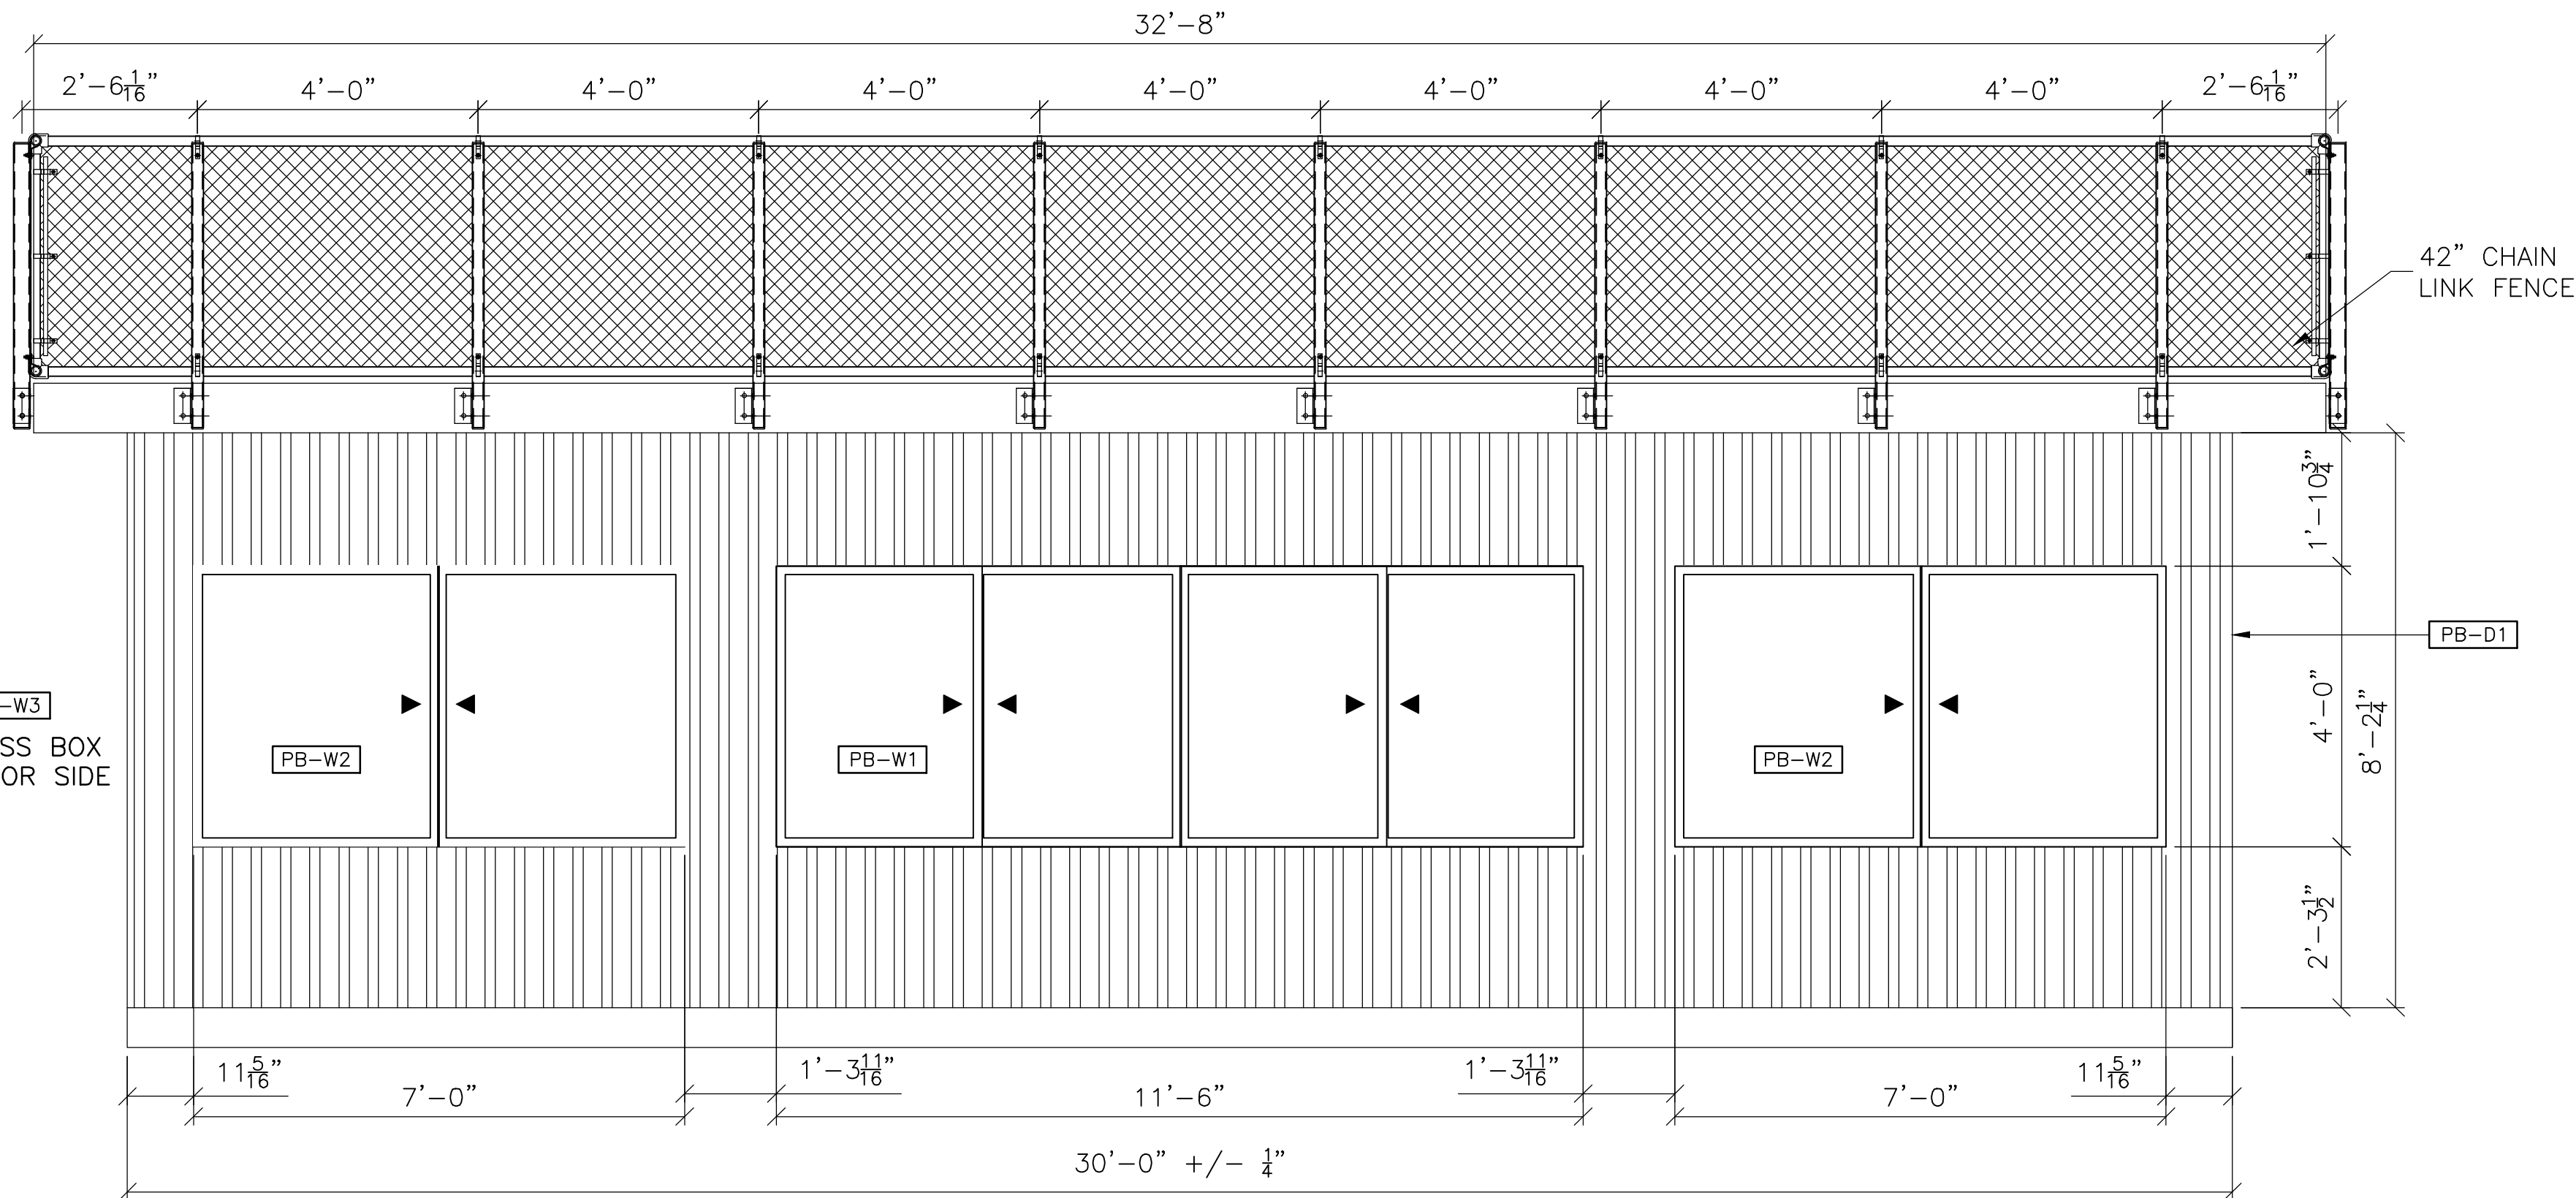 32'-8"
2'-6 1/16" 4'-0" 4'-0" 4'-0" 4'-0" 4'-0" 4'-0" 4'-0" 2'-6 1/16"
42" CHAIN
LINK FENCE
1'-10 3/4"
PB-D1
4'-0"
8'-2 1/4"
-W3
SS BOX
OR SIDE
PB-W2 PB-W1 PB-W2
2'-3 1/2"
11 5/16" 1'-3 11/16" 1'-3 11/16" 11 5/16"
7'-0" 11'-6" 7'-0"
30'-0" +/- 1/4"